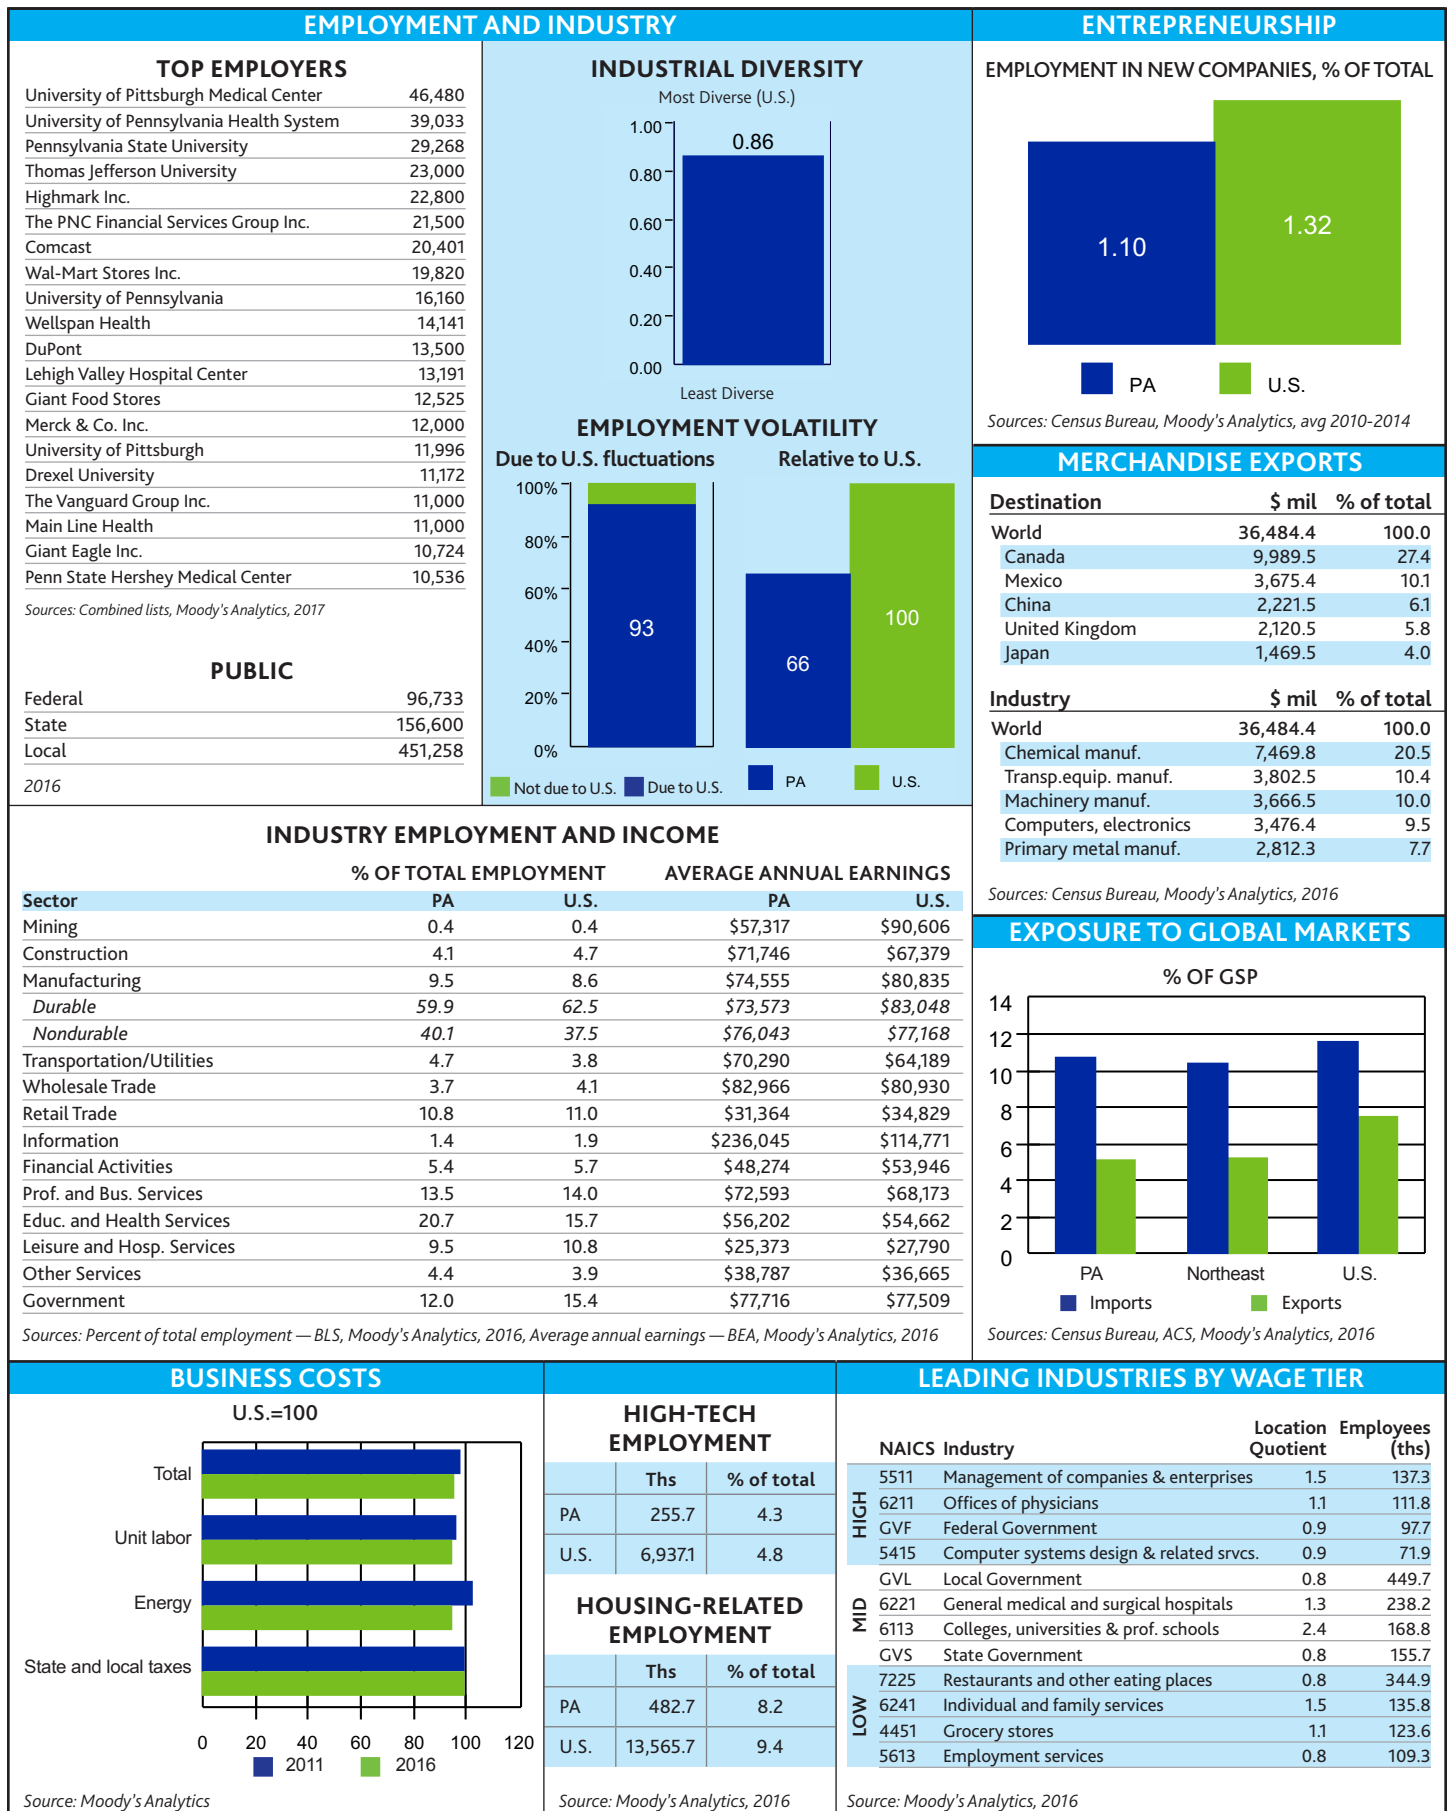 EMPLOYMENT AND INDUSTRY
TOP EMPLOYERS
University of Pittsburgh Medical Center 46,480
University of Pennsylvania Health System 39,033
Pennsylvania State University 29,268
Thomas Jefferson University 23,000
Highmark Inc. 22,800
The PNC Financial Services Group Inc. 21,500
Comcast 20,401
Wal-Mart Stores Inc. 19,820
University of Pennsylvania 16,160
Wellspan Health 14,141
DuPont 13,500
Lehigh Valley Hospital Center 13,191
Giant Food Stores 12,525
Merck & Co. Inc. 12,000
University of Pittsburgh 11,996
Drexel University 11,172
The Vanguard Group Inc. 11,000
Main Line Health 11,000
Giant Eagle Inc. 10,724
Penn State Hershey Medical Center 10,536
Sources: Combined lists, Moody's Analytics, 2017
PUBLIC
Federal 96,733
State 156,600
Local 451,258
2016
INDUSTRIAL DIVERSITY
Most Diverse (U.S.)
1.00
0.86
0.80
0.60
0.40
0.20
0.00
Least Diverse
EMPLOYMENT VOLATILITY
Due to U.S. fluctuations Relative to U.S.
100%
80%
60%
40%
20%
0%
93
66
100
Not due to U.S. Due to U.S. PA U.S.
ENTREPRENEURSHIP
EMPLOYMENT IN NEW COMPANIES, % OF TOTAL
1.10
1.32
PA U.S.
Sources: Census Bureau, Moody's Analytics, avg 2010-2014
MERCHANDISE EXPORTS
Destination $ mil % of total
World 36,484.4 100.0
Canada 9,989.5 27.4
Mexico 3,675.4 10.1
China 2,221.5 6.1
United Kingdom 2,120.5 5.8
Japan 1,469.5 4.0
Industry $ mil % of total
World 36,484.4 100.0
Chemical manuf. 7,469.8 20.5
Transp.equip. manuf. 3,802.5 10.4
Machinery manuf. 3,666.5 10.0
Computers, electronics 3,476.4 9.5
Primary metal manuf. 2,812.3 7.7
Sources: Census Bureau, Moody's Analytics, 2016
INDUSTRY EMPLOYMENT AND INCOME
% OF TOTAL EMPLOYMENT AVERAGE ANNUAL EARNINGS
Sector PA U.S. PA U.S.
Mining 0.4 0.4 $57,317 $90,606
Construction 4.1 4.7 $71,746 $67,379
Manufacturing 9.5 8.6 $74,555 $80,835
Durable 59.9 62.5 $73,573 $83,048
Nondurable 40.1 37.5 $76,043 $77,168
Transportation/Utilities 4.7 3.8 $70,290 $64,189
Wholesale Trade 3.7 4.1 $82,966 $80,930
Retail Trade 10.8 11.0 $31,364 $34,829
Information 1.4 1.9 $236,045 $114,771
Financial Activities 5.4 5.7 $48,274 $53,946
Prof. and Bus. Services 13.5 14.0 $72,593 $68,173
Educ. and Health Services 20.7 15.7 $56,202 $54,662
Leisure and Hosp. Services 9.5 10.8 $25,373 $27,790
Other Services 4.4 3.9 $38,787 $36,665
Government 12.0 15.4 $77,716 $77,509
Sources: Percent of total employment — BLS, Moody's Analytics, 2016, Average annual earnings — BEA, Moody's Analytics, 2016
EXPOSURE TO GLOBAL MARKETS
% OF GSP
14
12
10
8
6
4
2
0
PA Northeast U.S.
Imports Exports
Sources: Census Bureau, ACS, Moody's Analytics, 2016
BUSINESS COSTS
U.S.=100
Total
Unit labor
Energy
State and local taxes
0 20 40 60 80 100 120
2011 2016
Source: Moody's Analytics
HIGH-TECH
EMPLOYMENT
Ths % of total
PA 255.7 4.3
U.S. 6,937.1 4.8
HOUSING-RELATED
EMPLOYMENT
Ths % of total
PA 482.7 8.2
U.S. 13,565.7 9.4
Source: Moody's Analytics, 2016
LEADING INDUSTRIES BY WAGE TIER
Location Employees
NAICS Industry Quotient (ths)
HIGH
5511 Management of companies & enterprises 1.5 137.3
6211 Offices of physicians 1.1 111.8
GVF Federal Government 0.9 97.7
5415 Computer systems design & related srvcs. 0.9 71.9
MID
GVL Local Government 0.8 449.7
6221 General medical and surgical hospitals 1.3 238.2
6113 Colleges, universities & prof. schools 2.4 168.8
GVS State Government 0.8 155.7
LOW
7225 Restaurants and other eating places 0.8 344.9
6241 Individual and family services 1.5 135.8
4451 Grocery stores 1.1 123.6
5613 Employment services 0.8 109.3
Source: Moody's Analytics, 2016